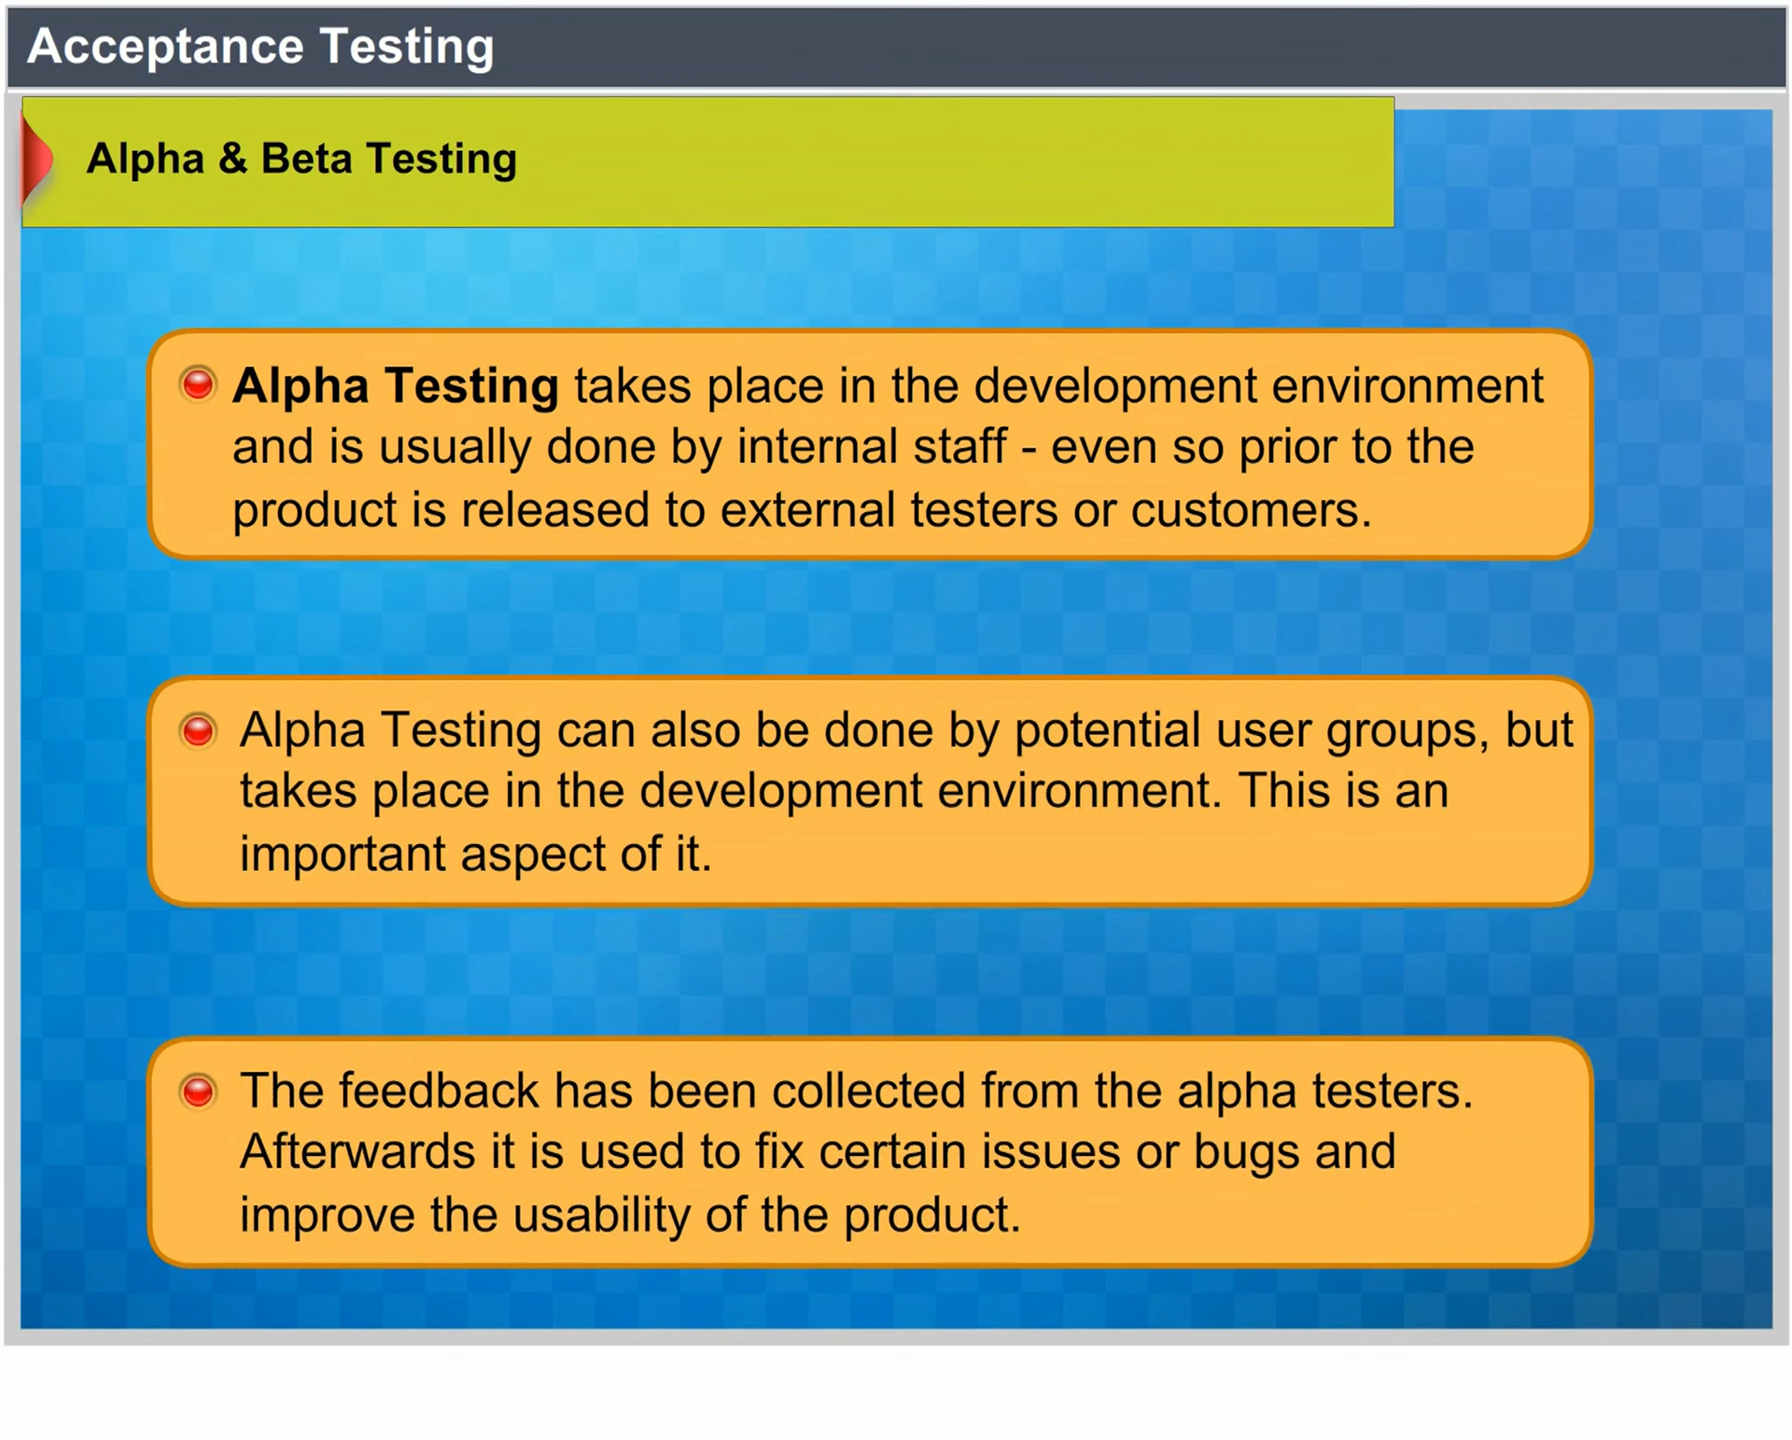 Acceptance Testing
Alpha & Beta Testing
Alpha Testing takes place in the development environment
and is usually done by internal staff - even so prior to the
product is released to external testers or customers.
Alpha Testing can also be done by potential user groups, but
takes place in the development environment. This is an
important aspect of it.
The feedback has been collected from the alpha testers.
Afterwards it is used to fix certain issues or bugs and
improve the usability of the product.